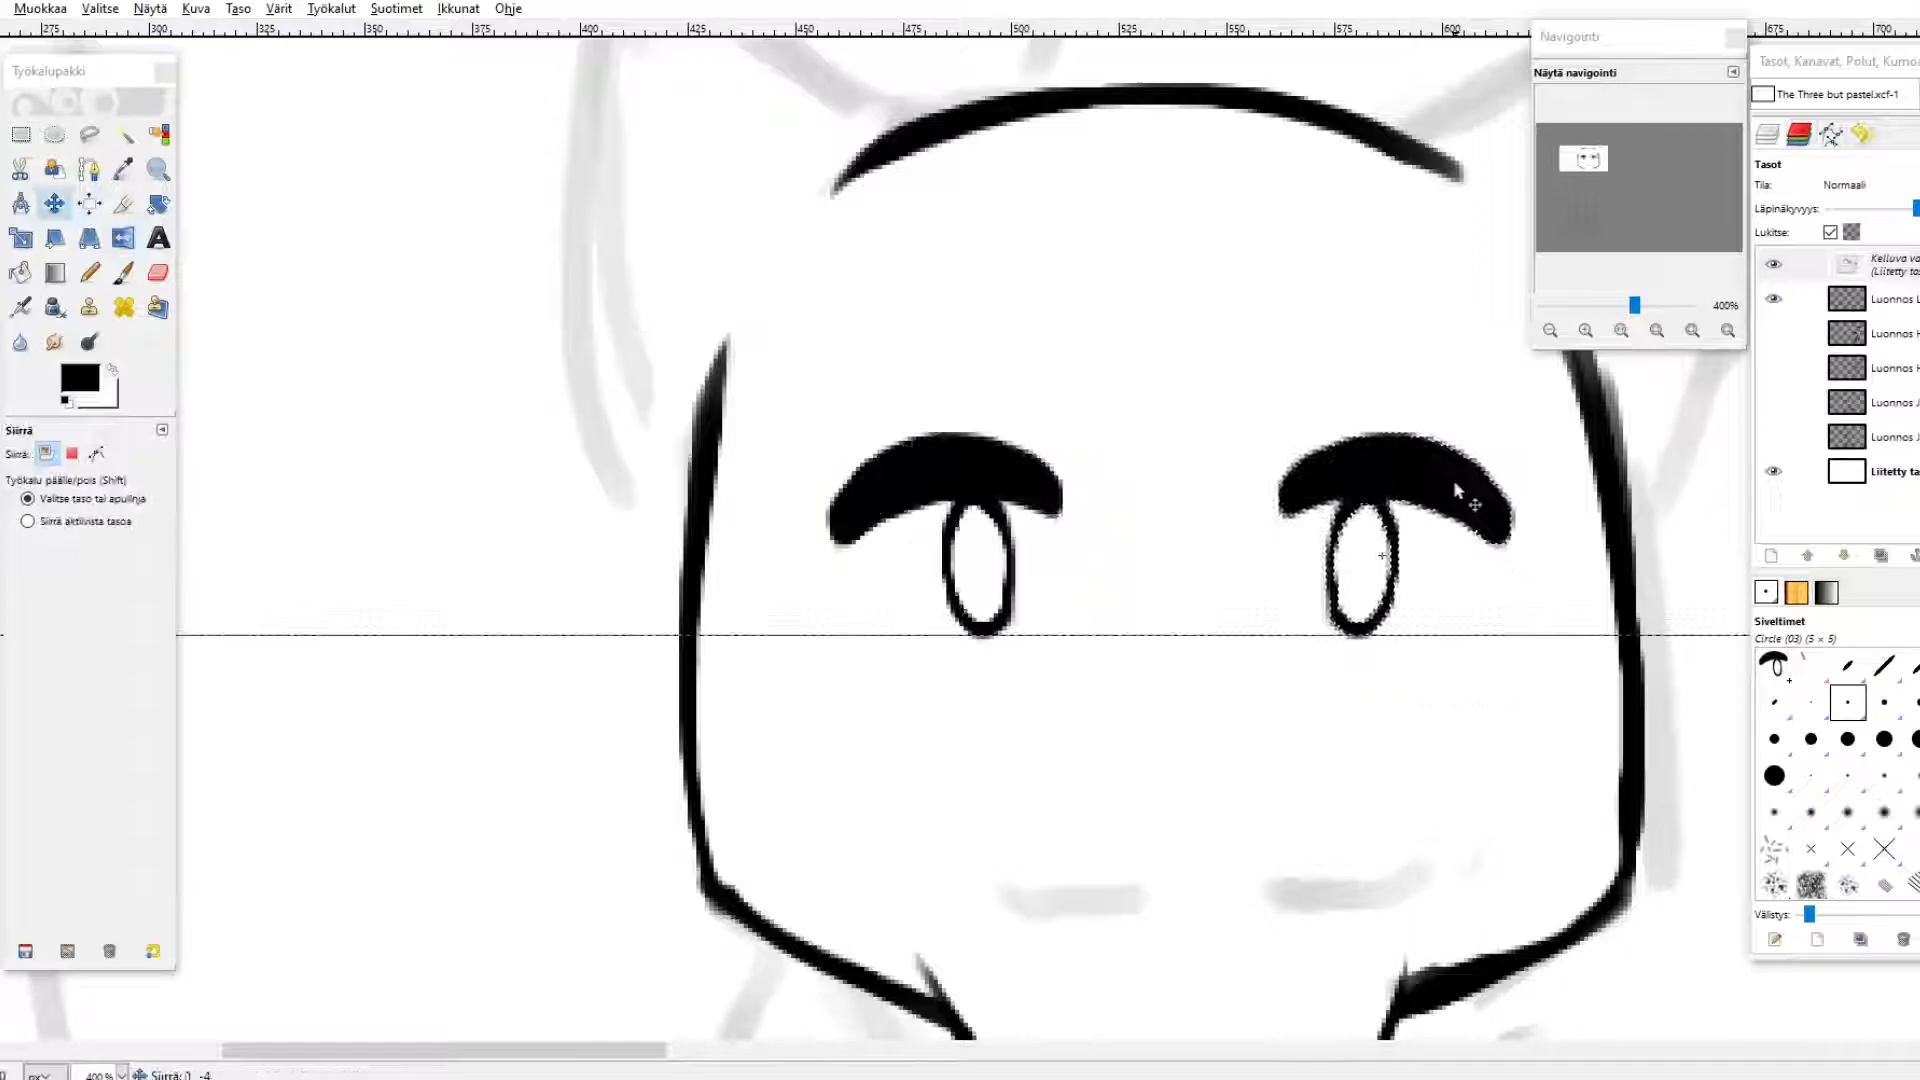 Muokkaa Valitse Näytä Kuva Taso Värit Työkalut Suotimet Ikkunat Ohje
275 300 325 350 375 400 425 450 475 500 525 550 575 600 675 700
Työkalupakki
Siirrä
Siirrä:
Työkalu päälle/pois (Shift)
Valitse taso tai apulinja
Siirrä aktiivista tasoa
Navigointi
Näytä navigointi
400%
Tasot, Kanavat, Polut, Kumoa
The Three but pastel.xcf-1
Tasot
Tila: Normaali
Läpinäkyvyys:
Lukitse:
Kelluva va
(Liitetty tas
Luonnos L
Luonnos H
Luonnos H
Luonnos J
Luonnos J
Liitetty ta
Siveltimet
Circle (03) (5 × 5)
Välistys:
px 400 % Siirrä: -4